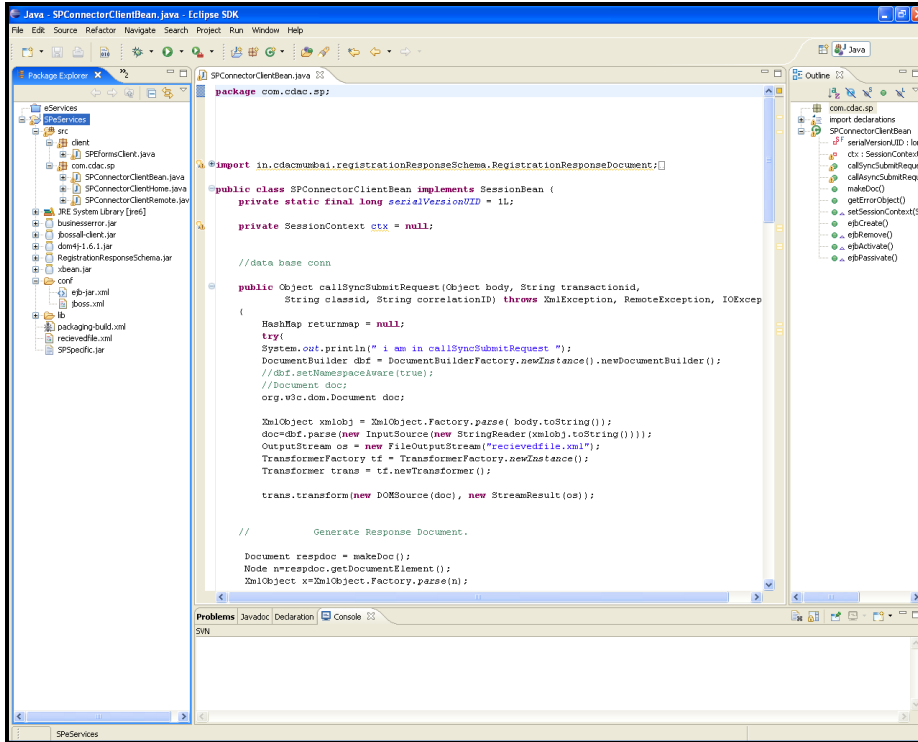 Java - SPConnectorClientBean.java - Eclipse SDK
File Edit Source Refactor Navigate Search Project Run Window Help
Java
Package Explorer
2
eServices
SPeServices
src
client
SPEformsClient.java
com.cdac.sp
SPConnectorClientBean.java
SPConnectorClientHome.java
SPConnectorClientRemote.java
JRE System Library [jre6]
businesserror.jar
jbossall-client.jar
dom4j-1.6.1.jar
RegistrationResponseSchema.jar
xbean.jar
conf
ejb-jar.xml
jboss.xml
lib
packaging-build.xml
recievedfile.xml
SPSpecific.jar
SPConnectorClientBean.java
package com.cdac.sp;
import in.cdacmumbai.registrationResponseSchema.RegistrationResponseDocument;
public class SPConnectorClientBean implements SessionBean {
private static final long serialVersionUID = 1L;
private SessionContext ctx = null;
//data base conn
public Object callSyncSubmitRequest(Object body, String transactionid,
String classid, String correlationID) throws XmlException, RemoteException, IOExcep
{
HashMap returnmap = null;
try{
System.out.println(" i am in callSyncSubmitRequest ");
DocumentBuilder dbf = DocumentBuilderFactory.newInstance().newDocumentBuilder();
//dbf.setNamespaceAware(true);
//Document doc;
org.w3c.dom.Document doc;
XmlObject xmlobj = XmlObject.Factory.parse( body.toString());
doc=dbf.parse(new InputSource(new StringReader(xmlobj.toString())));
OutputStream os = new FileOutputStream("recievedfile.xml");
TransformerFactory tf = TransformerFactory.newInstance();
Transformer trans = tf.newTransformer();
trans.transform(new DOMSource(doc), new StreamResult(os));
// Generate Response Document.
Document respdoc = makeDoc();
Node n=respdoc.getDocumentElement();
XmlObject x=XmlObject.Factory.parse(n);
Outline
com.cdac.sp
import declarations
SPConnectorClientBean
serialVersionUID : lon
ctx : SessionContext
callSyncSubmitReque
callAsyncSubmitRequ
makeDoc()
getErrorObject()
setSessionContext(S
ejbCreate()
ejbRemove()
ejbActivate()
ejbPassivate()
Problems Javadoc Declaration Console
SVN
SPeServices